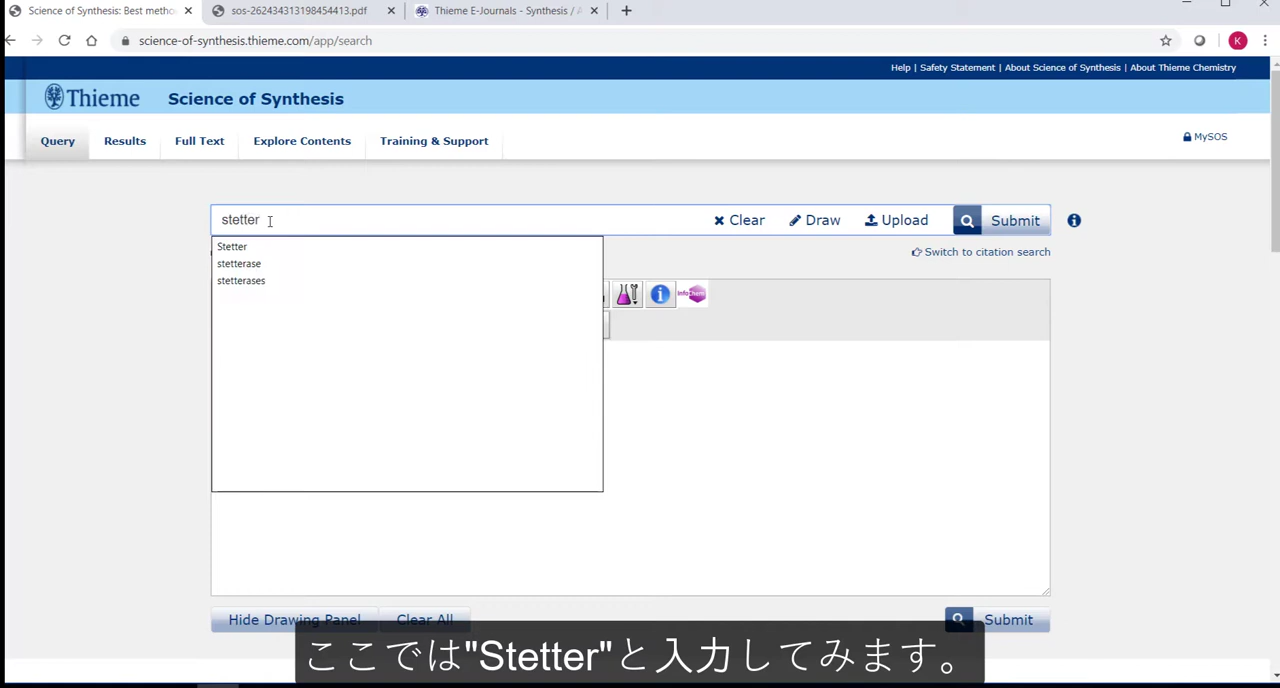 Science of Synthesis: Best metho
sos-262434313198454413.pdf
Thieme E-Journals - Synthesis / A
science-of-synthesis.thieme.com/app/search
K
Help | Safety Statement | About Science of Synthesis | About Thieme Chemistry
Thieme
Science of Synthesis
Query
Results
Full Text
Explore Contents
Training & Support
MySOS
stetter
Clear
Draw
Upload
Submit
Stetter
Switch to citation search
stetterase
stetterases
InfoChem
Hide Drawing Panel
Clear All
Submit
ここでは"Stetter"と入力してみます。